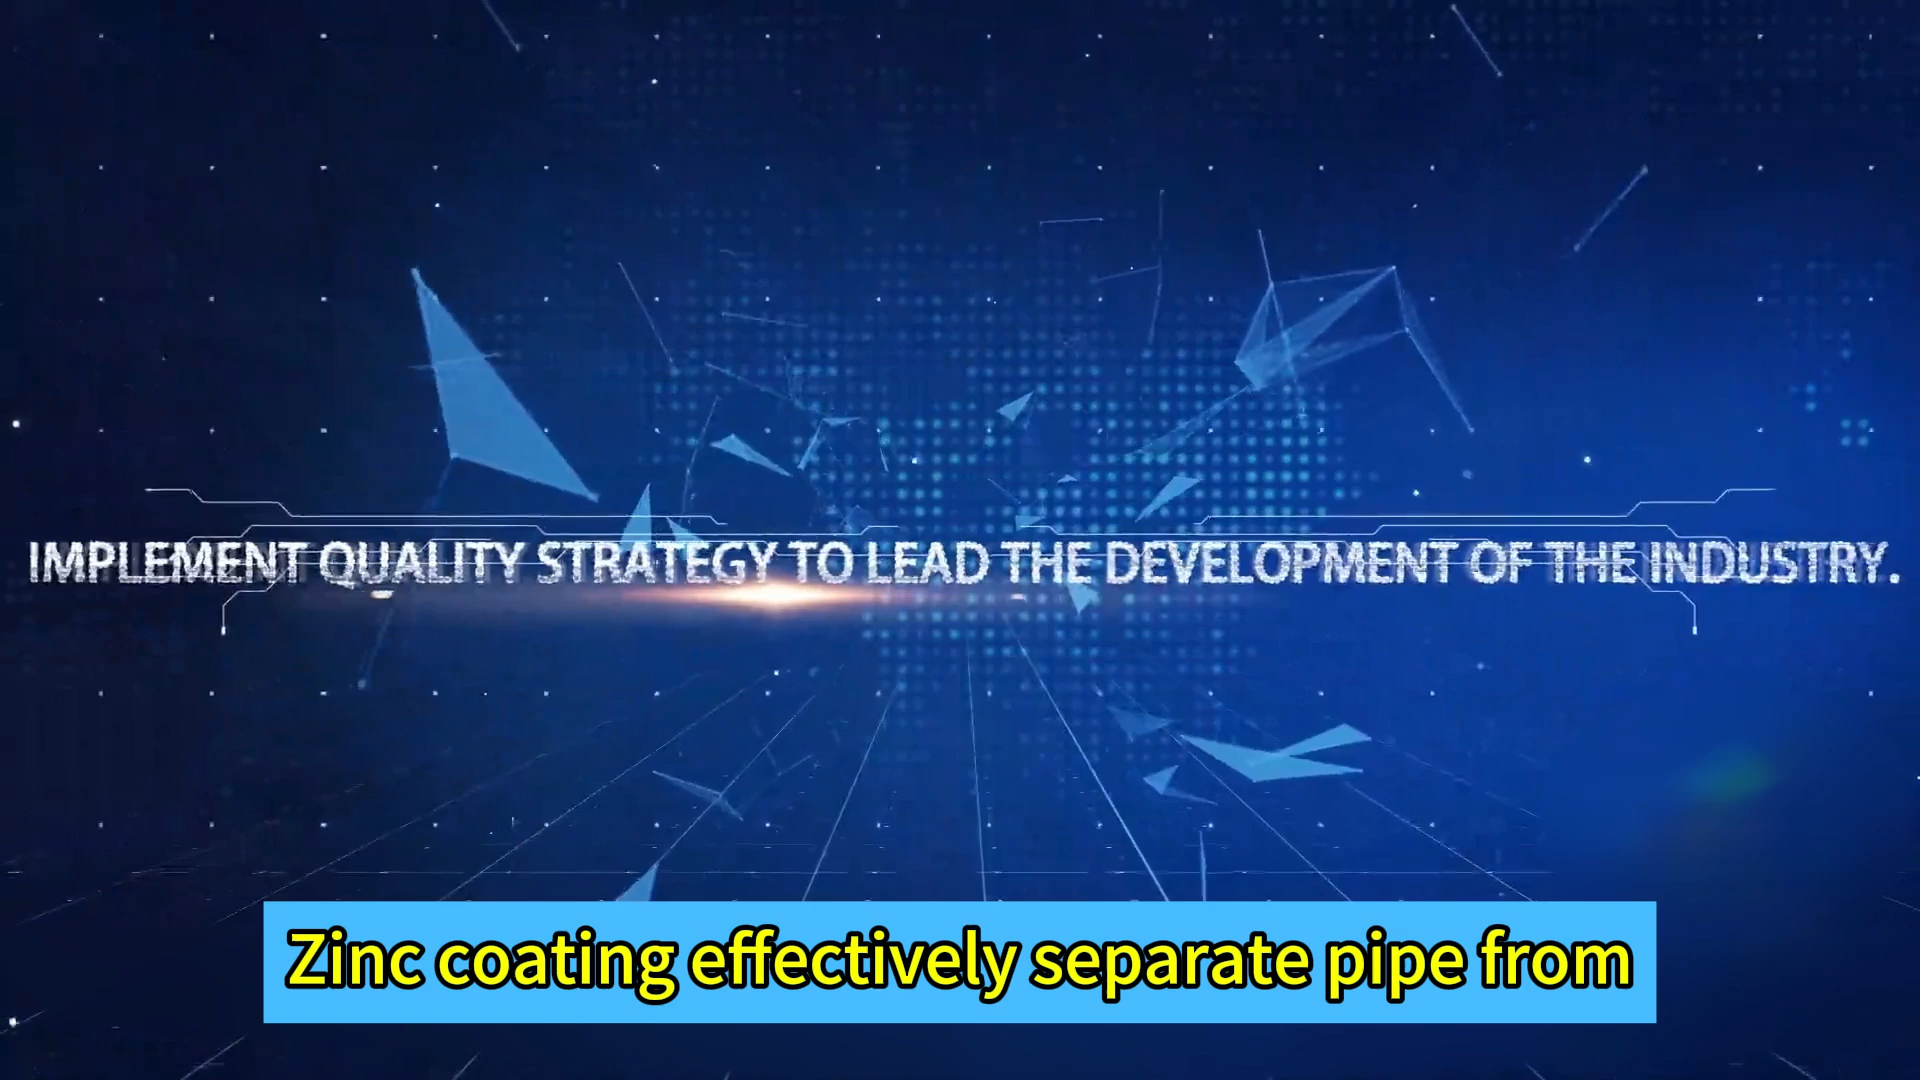 IMPLEMENT QUALITY STRATEGY TO LEAD THE DEVELOPMENT OF THE INDUSTRY.
Zinc coating effectively separate pipe from